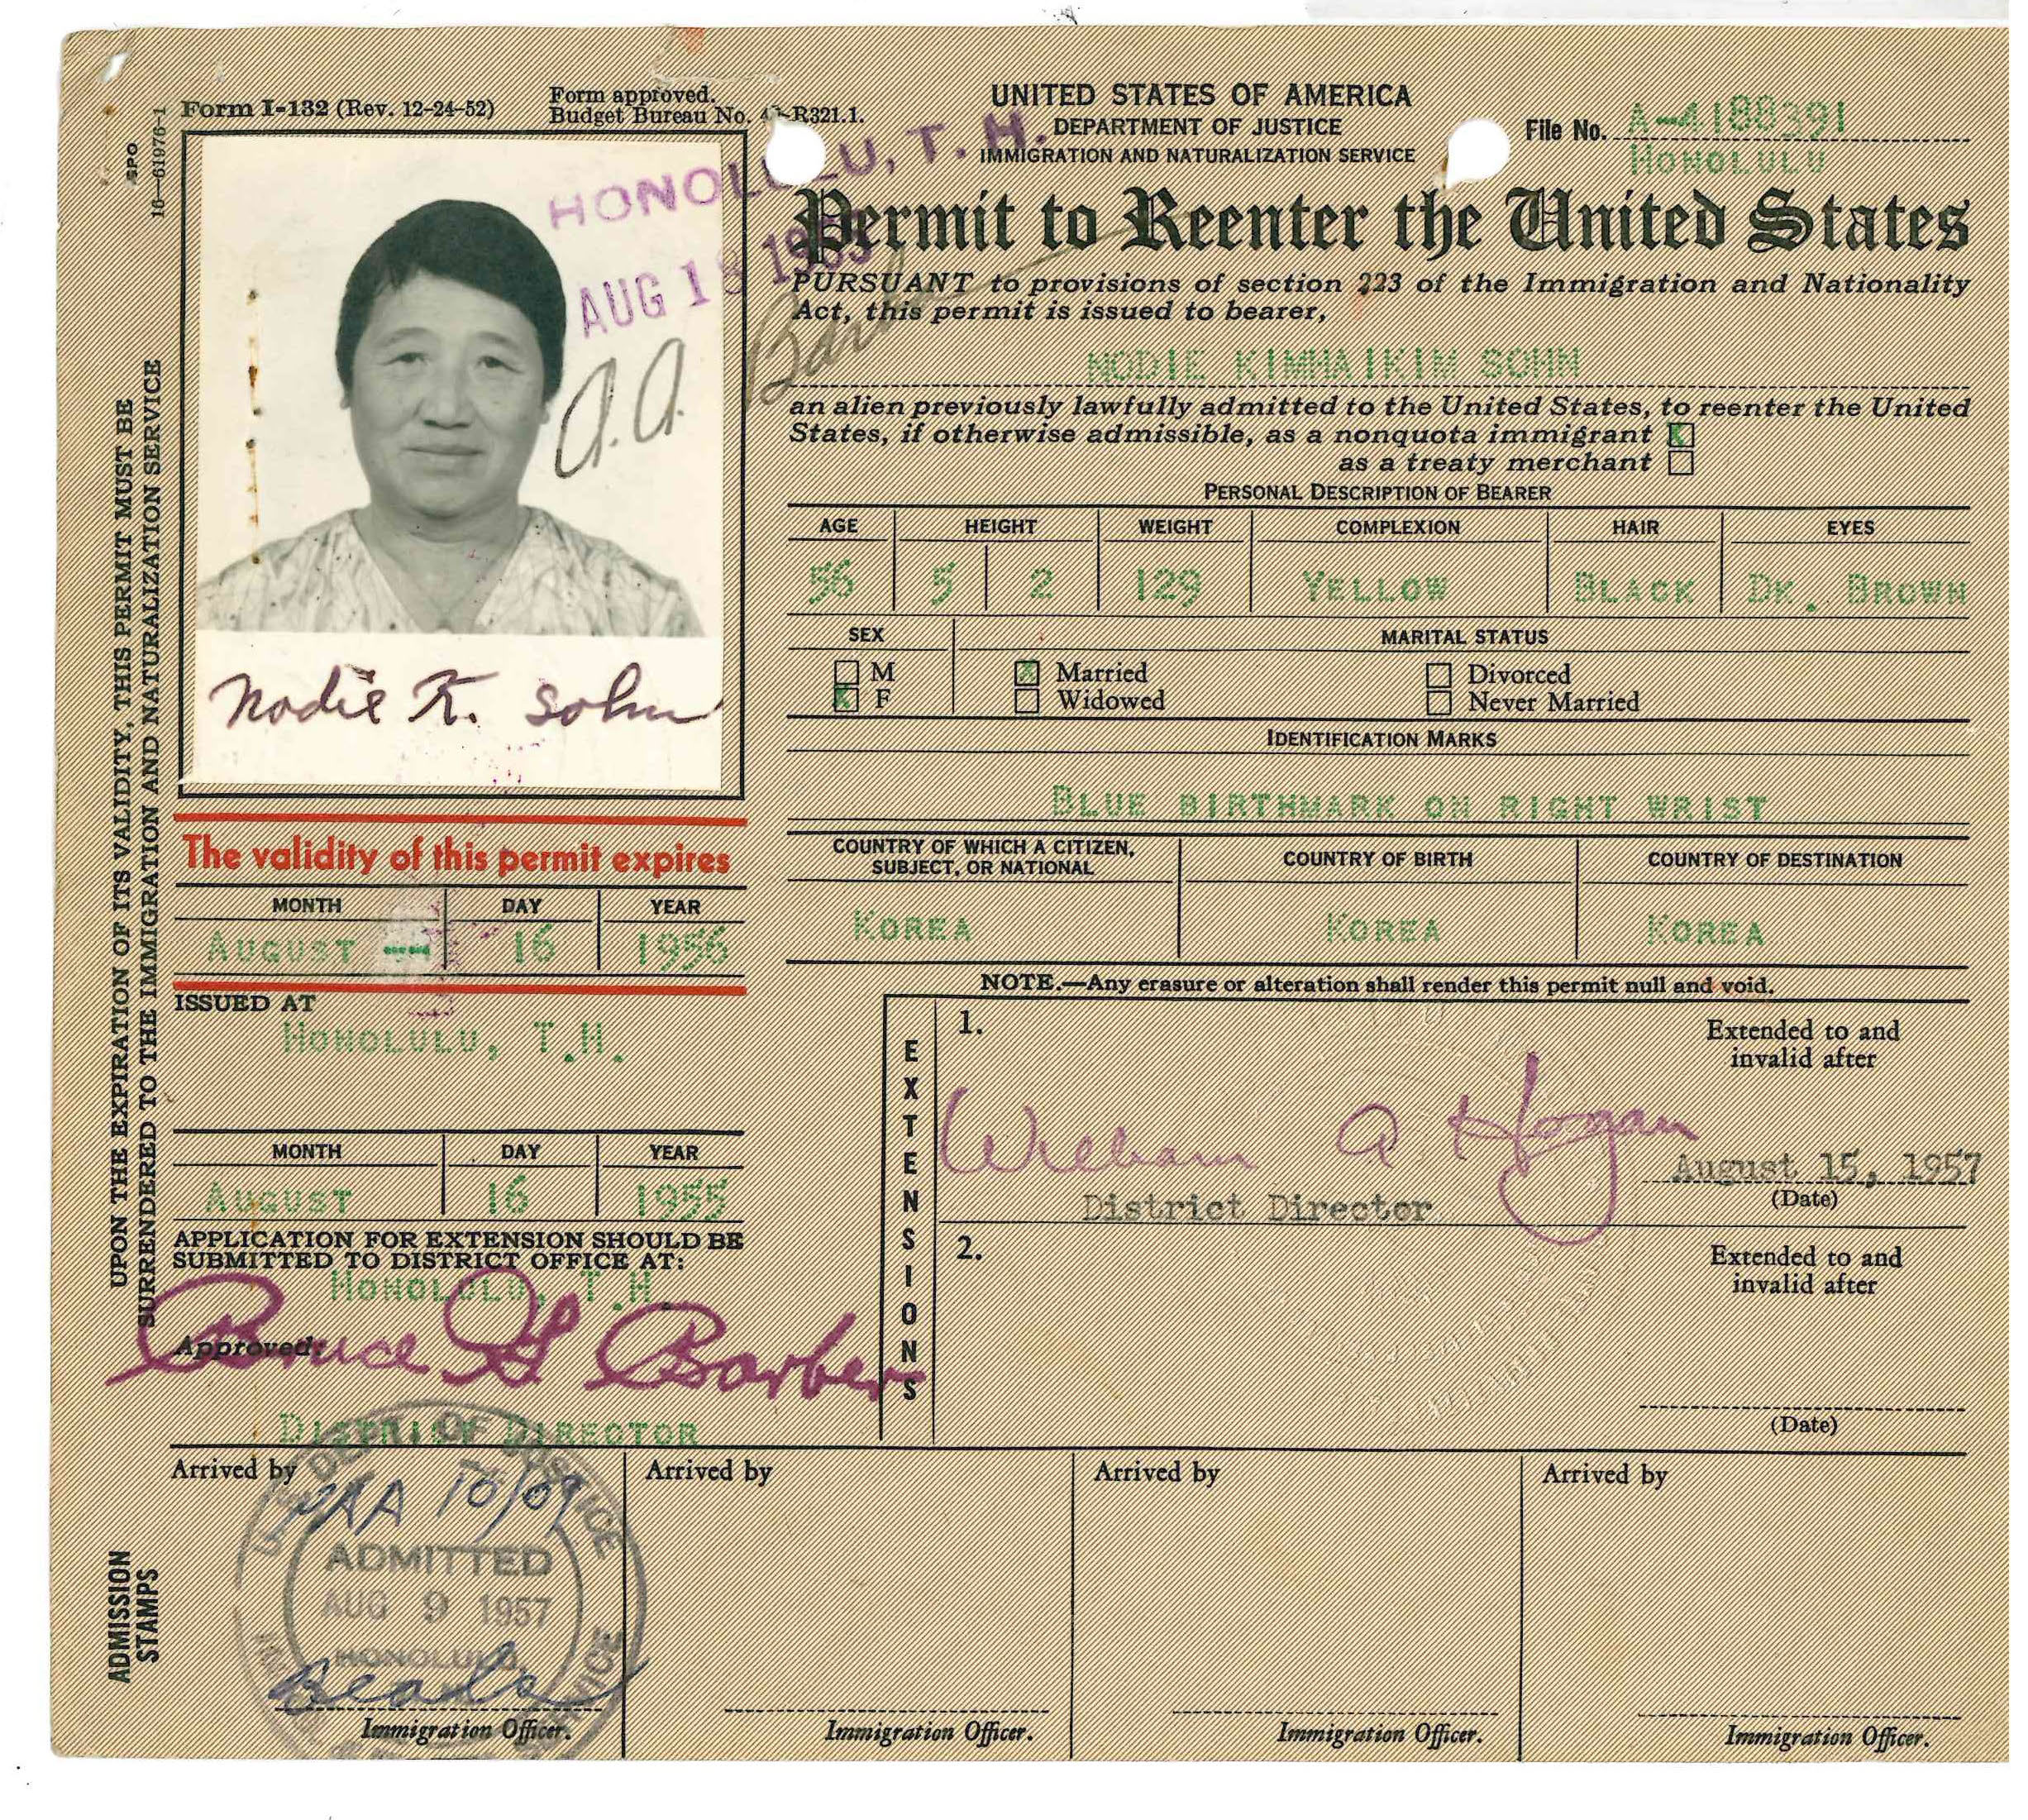 Form I-132 (Rev. 12-24-52)
Form approved.
Budget Bureau No. 43-R321.1.
UNITED STATES OF AMERICA
DEPARTMENT OF JUSTICE
IMMIGRATION AND NATURALIZATION SERVICE
File No. A-4188391
HONOLULU
GPO
16—61976-1
UPON THE EXPIRATION OF ITS VALIDITY, THIS PERMIT MUST BE
SURRENDERED TO THE IMMIGRATION AND NATURALIZATION SERVICE
HONOLULU, T. H.
AUG 1 1955
A. A.
Nodie K. Sohn
Permit to Reenter the United States
PURSUANT to provisions of section 223 of the Immigration and Nationality
Act, this permit is issued to bearer,
NODIE KIMHAIKIM SOHN
an alien previously lawfully admitted to the United States, to reenter the United
States, if otherwise admissible, as a nonquota immigrant X
as a treaty merchant
PERSONAL DESCRIPTION OF BEARER
AGE HEIGHT WEIGHT COMPLEXION HAIR EYES
56 5 2 129 YELLOW BLACK DK. BROWN
SEX MARITAL STATUS
M X Married Divorced
X F Widowed Never Married
IDENTIFICATION MARKS
BLUE BIRTHMARK ON RIGHT WRIST
COUNTRY OF WHICH A CITIZEN,
SUBJECT, OR NATIONAL
COUNTRY OF BIRTH
COUNTRY OF DESTINATION
KOREA KOREA KOREA
NOTE.—Any erasure or alteration shall render this permit null and void.
The validity of this permit expires
MONTH DAY YEAR
AUGUST — 16 1956
ISSUED AT
HONOLULU, T.H.
MONTH DAY YEAR
AUGUST 16 1955
APPLICATION FOR EXTENSION SHOULD BE
SUBMITTED TO DISTRICT OFFICE AT:
HONOLULU, T.H.
Approved:
Bruce G Barber
DISTRICT DIRECTOR
EXTENSIONS
1.
Extended to and
invalid after
William A Hogan
August 15, 1957
District Director
(Date)
2.
Extended to and
invalid after
(Date)
ADMISSION
STAMPS
Arrived by Arrived by Arrived by Arrived by
PAA 10/09
U.S. DEPT. OF JUSTICE
ADMITTED
AUG 9 1957
HONOLULU,
Immigration Officer. Immigration Officer. Immigration Officer. Immigration Officer.